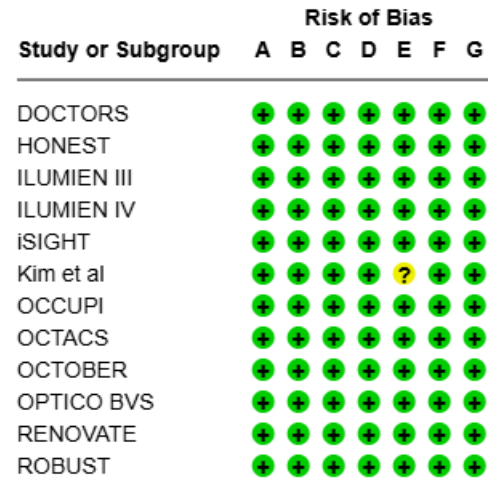 Risk of Bias
Study or Subgroup A B C D E F G
DOCTORS + + + + + + +
HONEST + + + + + + +
ILUMIEN III + + + + + + +
ILUMIEN IV + + + + + + +
iSIGHT + + + + + + +
Kim et al + + + + ? + +
OCCUPI + + + + + + +
OCTACS + + + + + + +
OCTOBER + + + + + + +
OPTICO BVS + + + + + + +
RENOVATE + + + + + + +
ROBUST + + + + + + +